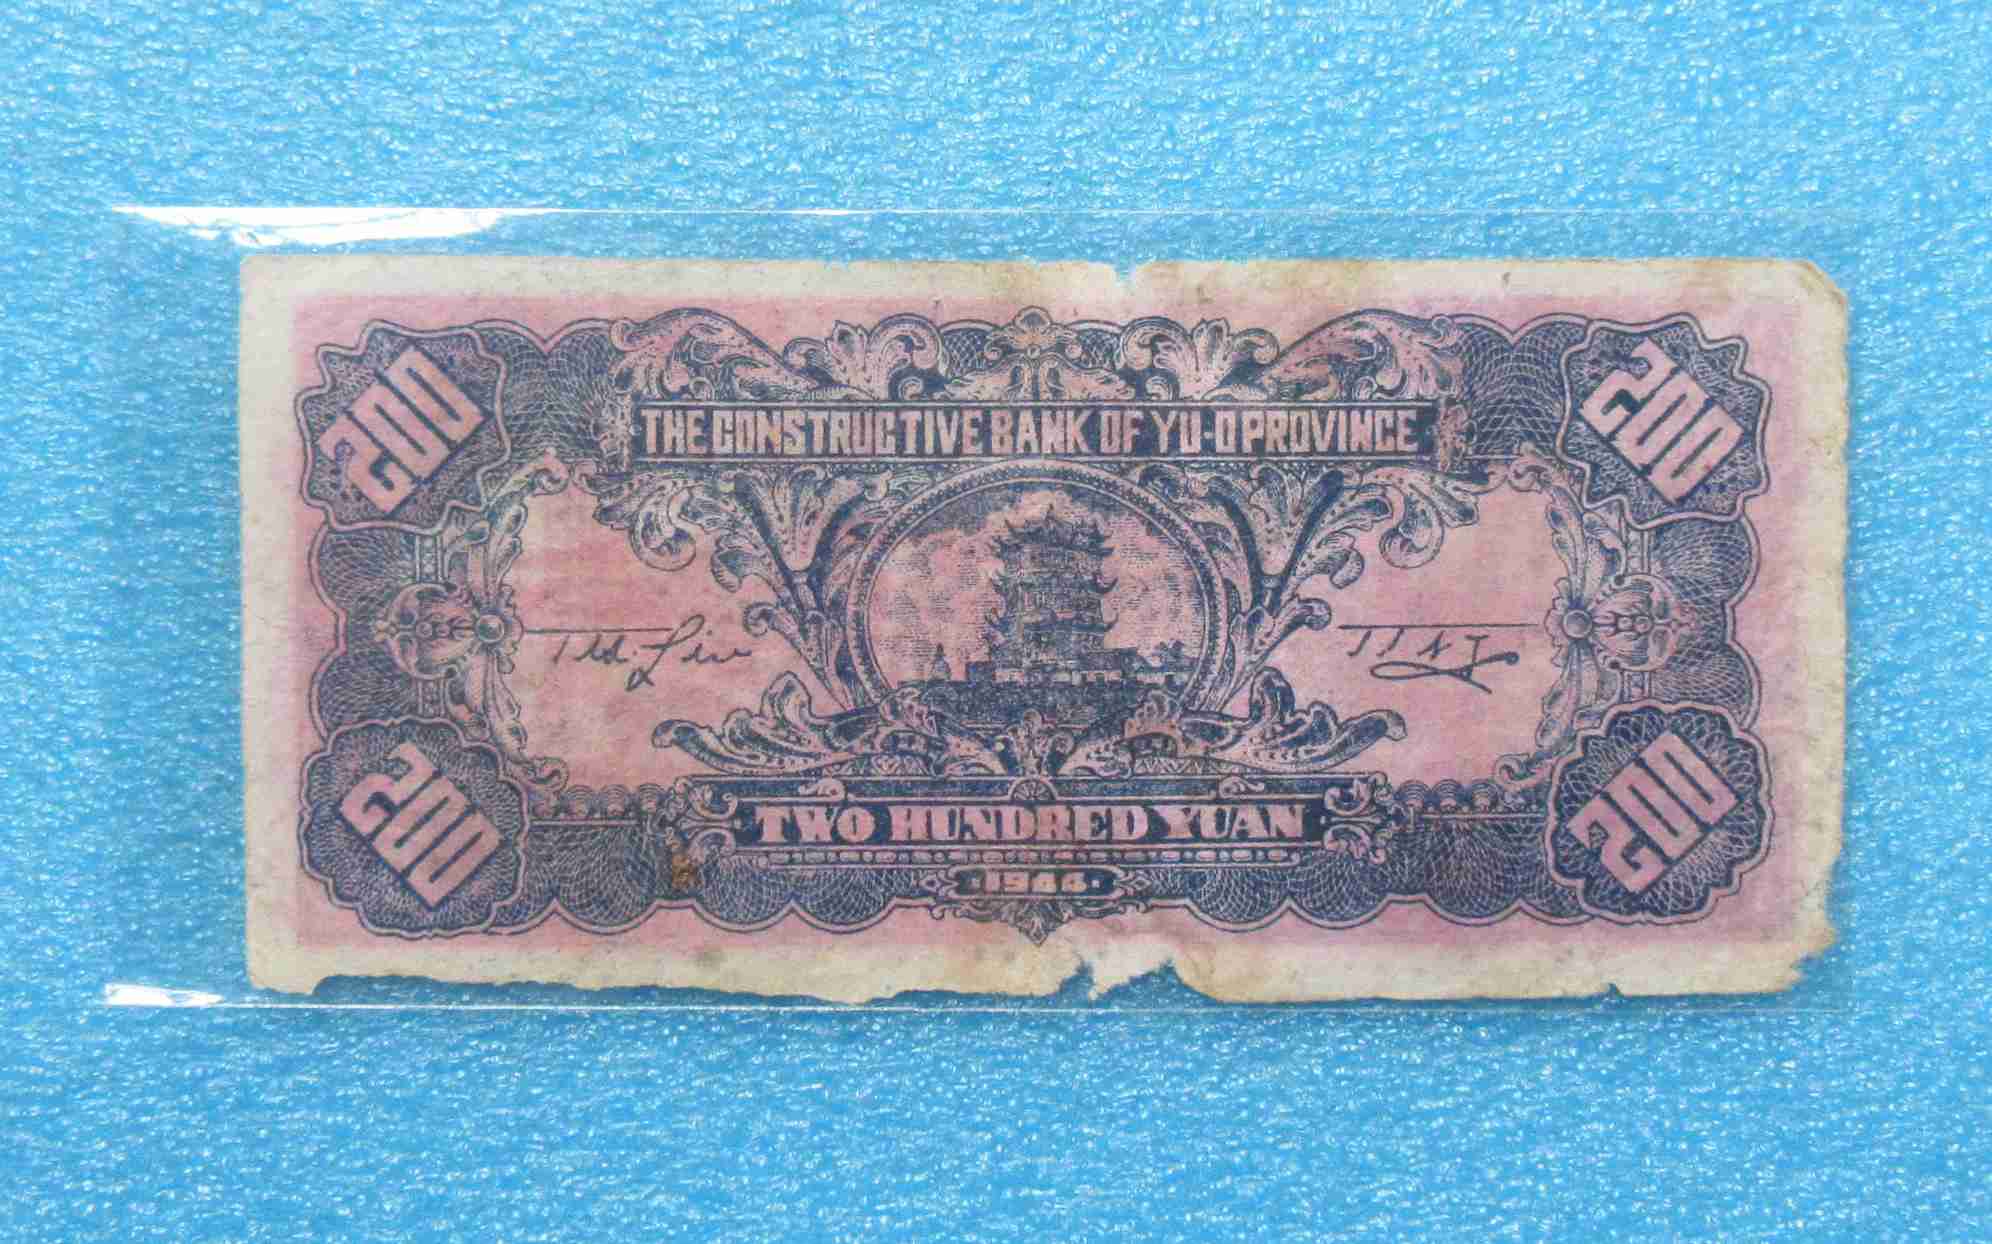 200 200
THE CONSTRUCTIVE BANK OF YU-O PROVINCE
200 200
TWO HUNDRED YUAN
·1944·